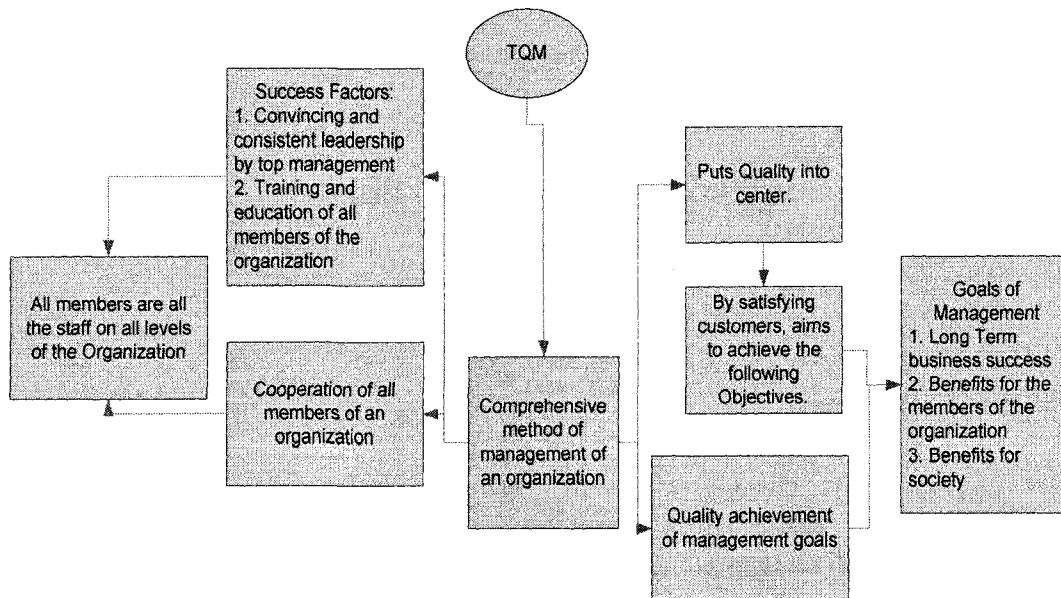 TQM
Success Factors:
1. Convincing and
consistent leadership
by top management
2. Training and
education of all
members of the
organization
Puts Quality into
center.
All members are all
the staff on all levels
of the Organization
By satisfying
customers, aims
to achieve the
following
Objectives.
Goals of
Management
1. Long Term
business success
2. Benefits for the
members of the
organization
3. Benefits for
society
Cooperation of all
members of an
organization
Comprehensive
method of
management of
an organization
Quality achievement
of management goals